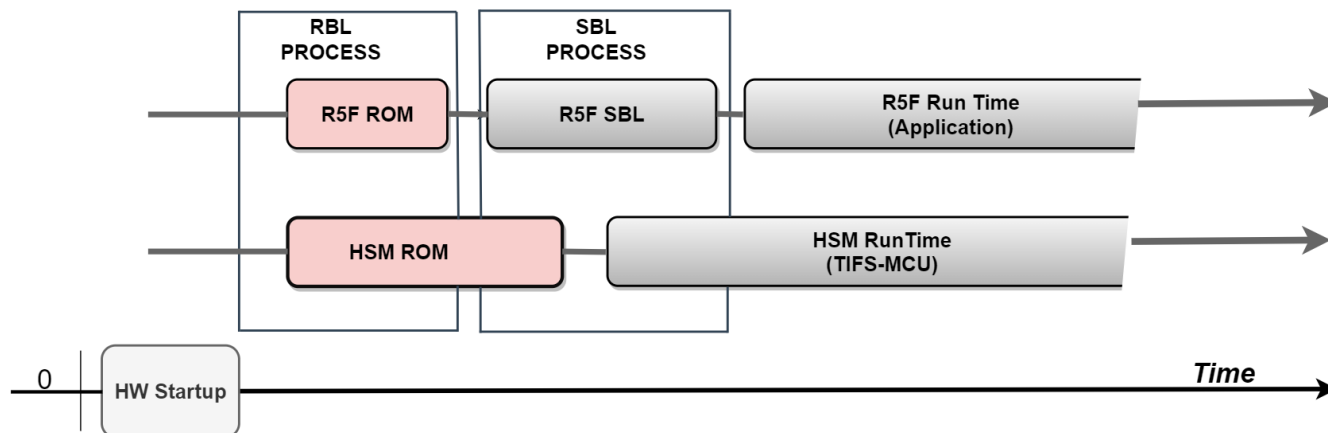 RBL
PROCESS
SBL
PROCESS
R5F ROM
R5F SBL
R5F Run Time
(Application)
HSM ROM
HSM RunTime
(TIFS-MCU)
0
HW Startup
Time